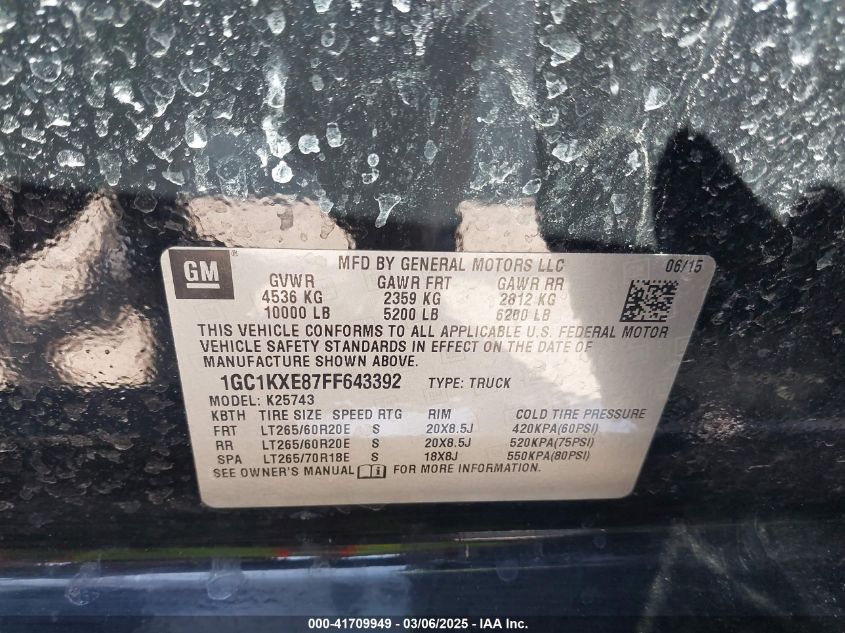 GM
MFD BY GENERAL MOTORS LLC 06/15
GVWR GAWR FRT GAWR RR
4536 KG 2359 KG 2812 KG
10000 LB 5200 LB 6200 LB
THIS VEHICLE CONFORMS TO ALL APPLICABLE U.S. FEDERAL MOTOR
VEHICLE SAFETY STANDARDS IN EFFECT ON THE DATE OF
MANUFACTURE SHOWN ABOVE.
1GC1KXE87FF643392 TYPE: TRUCK
MODEL: K25743
KBTH TIRE SIZE SPEED RTG RIM COLD TIRE PRESSURE
FRT LT265/60R20E S 20X8.5J 420KPA(60PSI)
RR LT265/60R20E S 20X8.5J 520KPA(75PSI)
SPA LT265/70R18E S 18X8J 550KPA(80PSI)
SEE OWNER'S MANUAL FOR MORE INFORMATION.
000-41709949 - 03/06/2025 - IAA Inc.